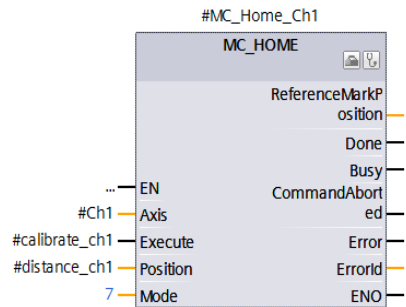 #MC_Home_Ch1
MC_HOME
ReferenceMarkP
osition
Done
Busy
... EN
CommandAbort
ed
#Ch1 Axis
#calibrate_ch1 Execute
Error
#distance_ch1 Position
ErrorId
7 Mode
ENO